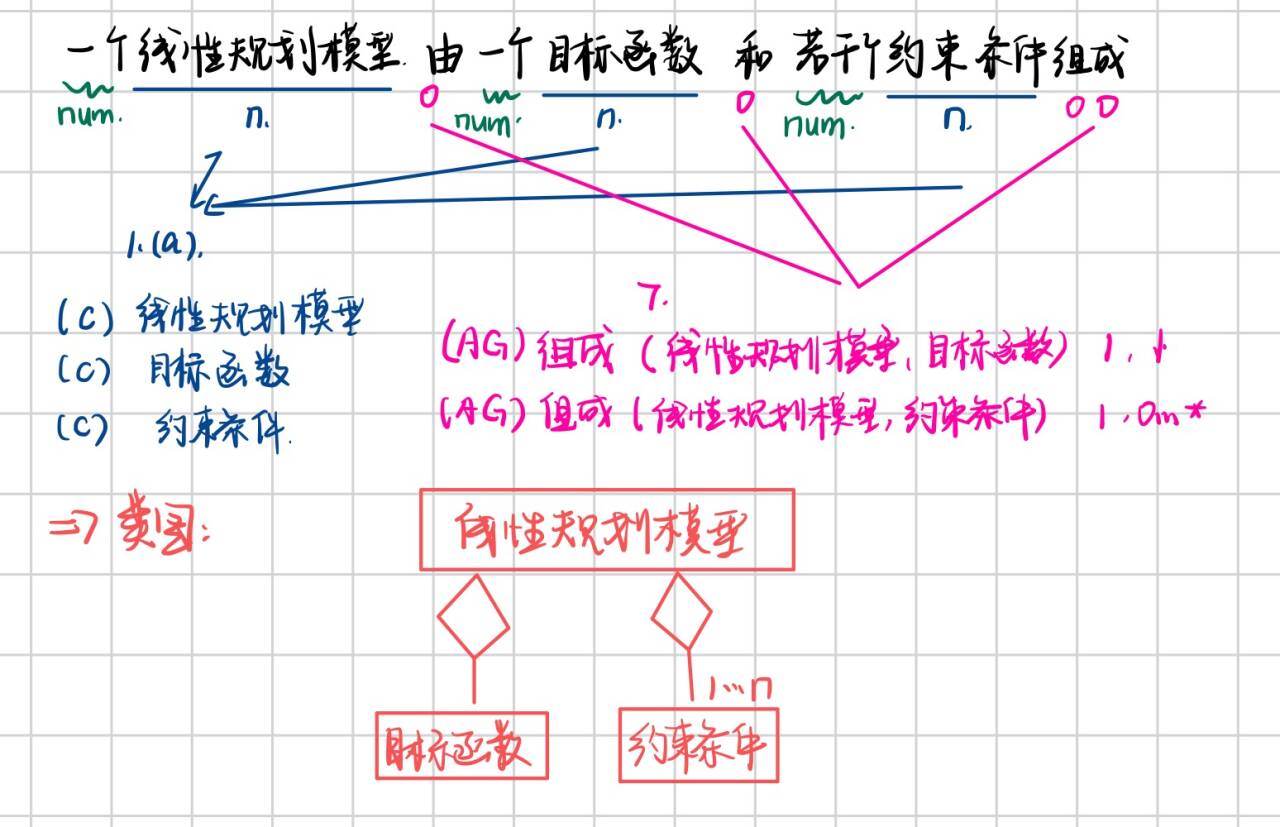 一个线性规划模型 由 一个 目标函数 和 若干个约束条件组成
num. n. num. n. num. n.
1.(a).
7.
(C) 线性规划模型
(C) 目标函数
(C) 约束条件.
(AG) 组成 (线性规划模型, 目标函数) 1, 1
(AG) 组成 (线性规划模型, 约束条件) 1, om*
=> 类图:
线性规划模型
1...n
目标函数
约束条件